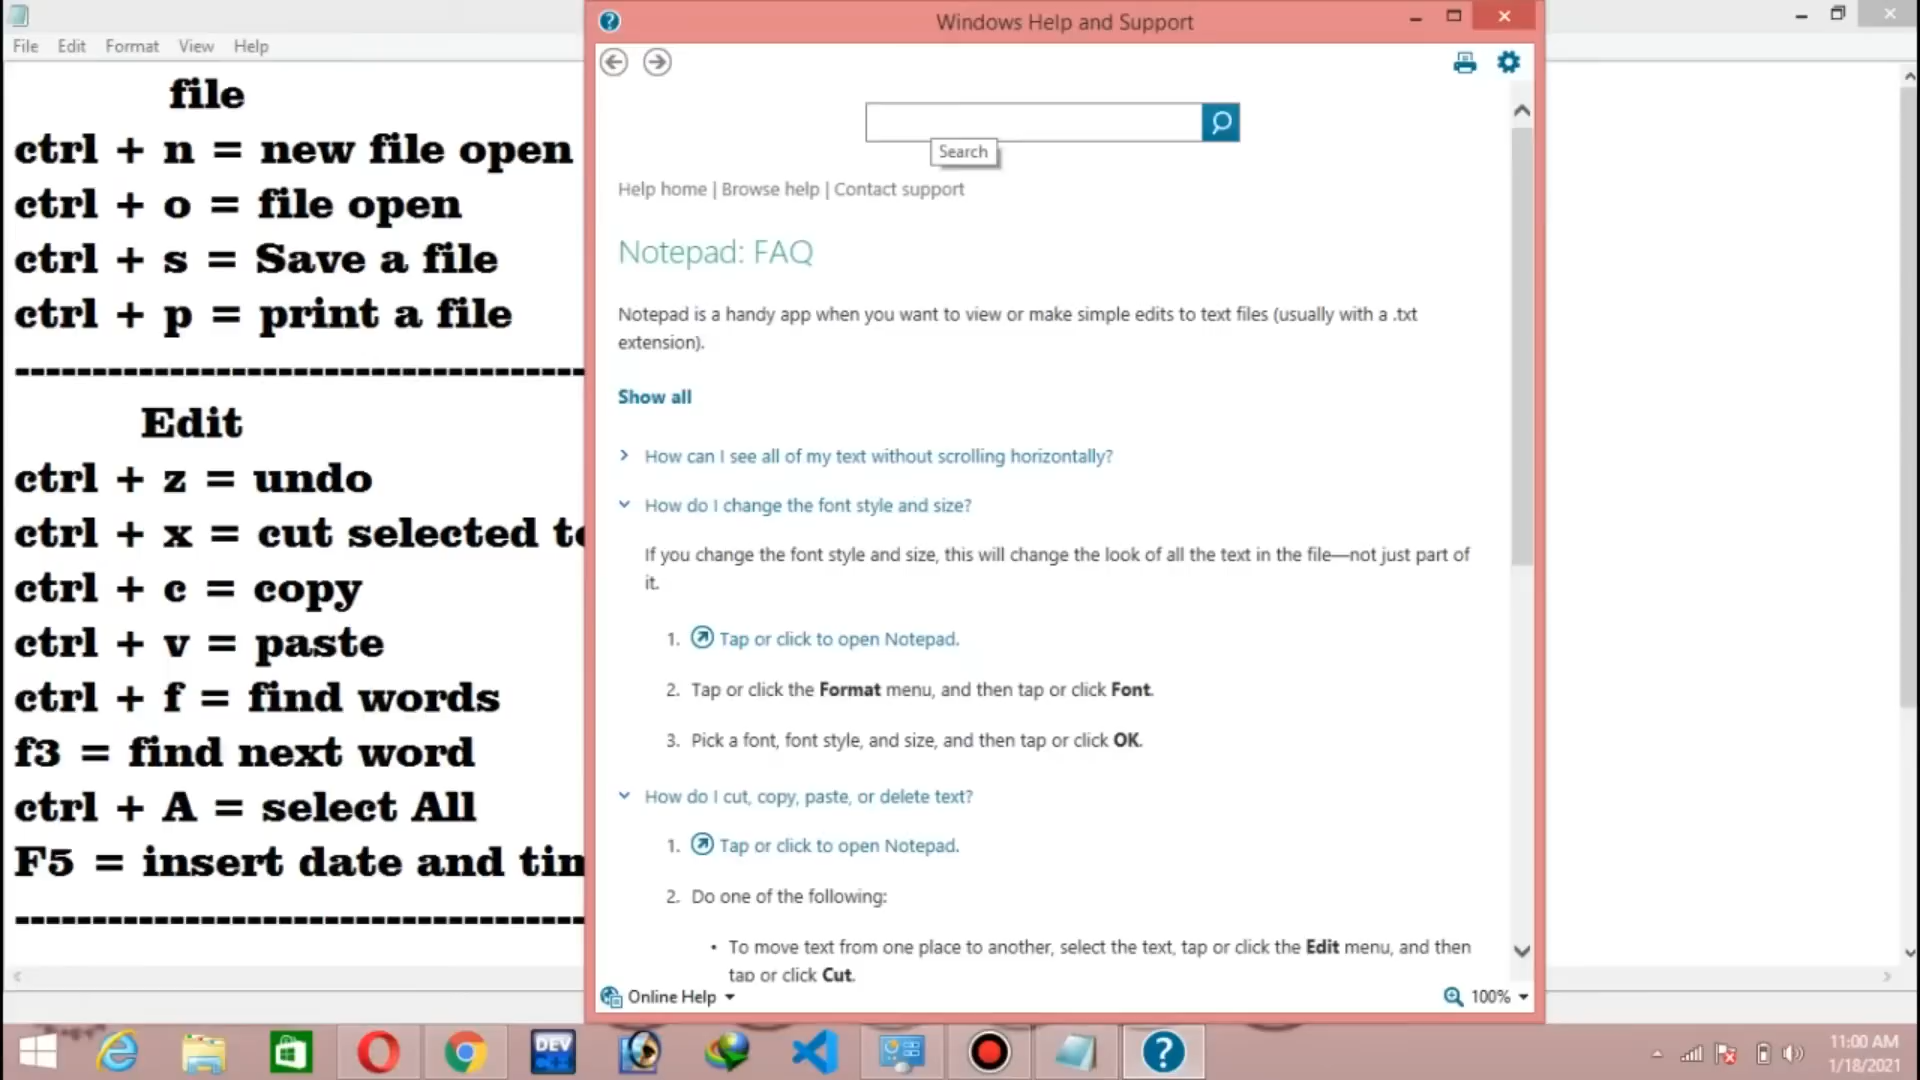 File Edit Format View Help
file
ctrl + n = new file open
ctrl + o = file open
ctrl + s = Save a file
ctrl + p = print a file
--------------------------------------
Edit
ctrl + z = undo
ctrl + x = cut selected
ctrl + c = copy
ctrl + v = paste
ctrl + f = find words
f3 = find next word
ctrl + A = select All
F5 = insert date and
--------------------------------------
Windows Help and Support
Search
Help home | Browse help | Contact support
Notepad: FAQ
Notepad is a handy app when you want to view or make simple edits to text files (usually with a .txt
extension).
Show all
How can I see all of my text without scrolling horizontally?
How do I change the font style and size?
If you change the font style and size, this will change the look of all the text in the file—not just part of
it.
1. Tap or click to open Notepad.
2. Tap or click the Format menu, and then tap or click Font.
3. Pick a font, font style, and size, and then tap or click OK.
How do I cut, copy, paste, or delete text?
1. Tap or click to open Notepad.
2. Do one of the following:
• To move text from one place to another, select the text, tap or click the Edit menu, and then
tap or click Cut.
Online Help
100%
DEV
C++
11:00 AM
1/18/2021